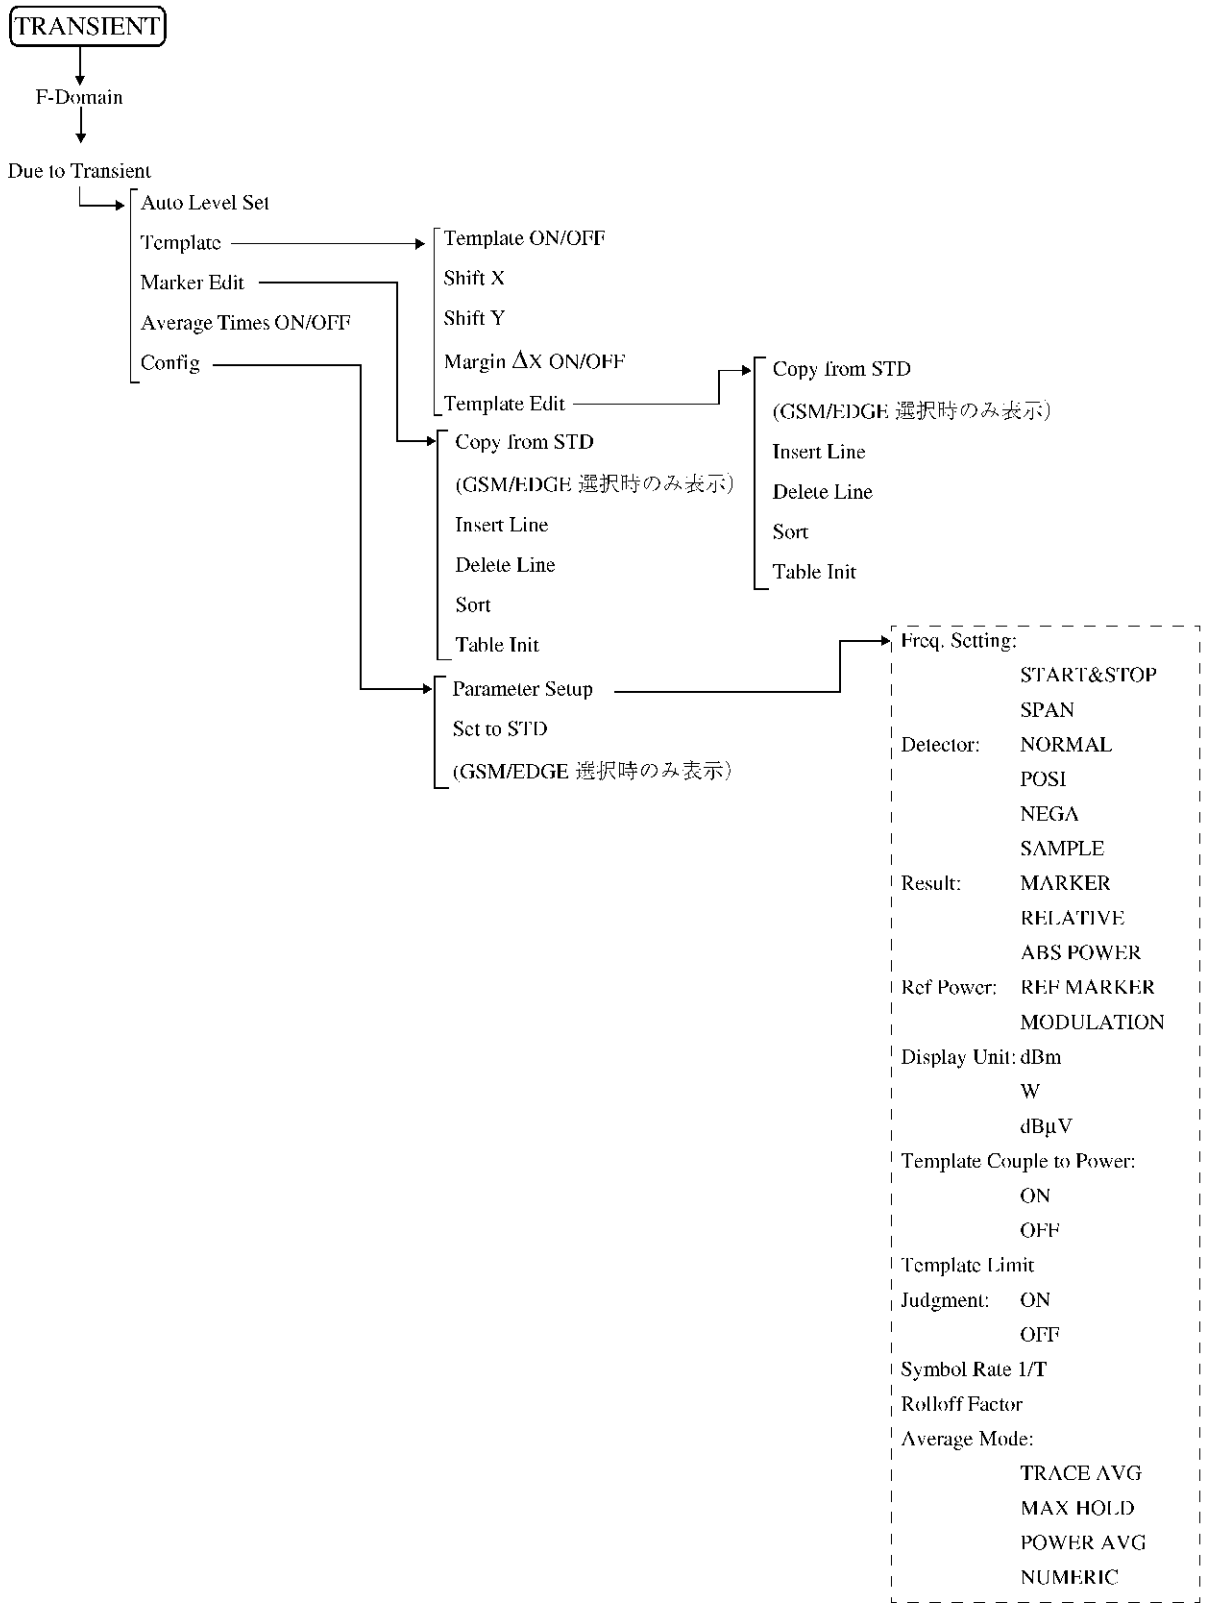 TRANSIENT
F-Domain
Due to Transient
Auto Level Set
Template
Marker Edit
Average Times ON/OFF
Config
Template ON/OFF
Shift X
Shift Y
Margin ΔX ON/OFF
Template Edit
Copy from STD
(GSM/EDGE 選択時のみ表示)
Insert Line
Delete Line
Sort
Table Init
Copy from STD
(GSM/EDGE 選択時のみ表示)
Insert Line
Delete Line
Sort
Table Init
Parameter Setup
Set to STD
(GSM/EDGE 選択時のみ表示)
Freq. Setting:
START&STOP
SPAN
Detector: NORMAL
POSI
NEGA
SAMPLE
Result: MARKER
RELATIVE
ABS POWER
Ref Power: REF MARKER
MODULATION
Display Unit: dBm
W
dBμV
Template Couple to Power:
ON
OFF
Template Limit
Judgment: ON
OFF
Symbol Rate 1/T
Rolloff Factor
Average Mode:
TRACE AVG
MAX HOLD
POWER AVG
NUMERIC